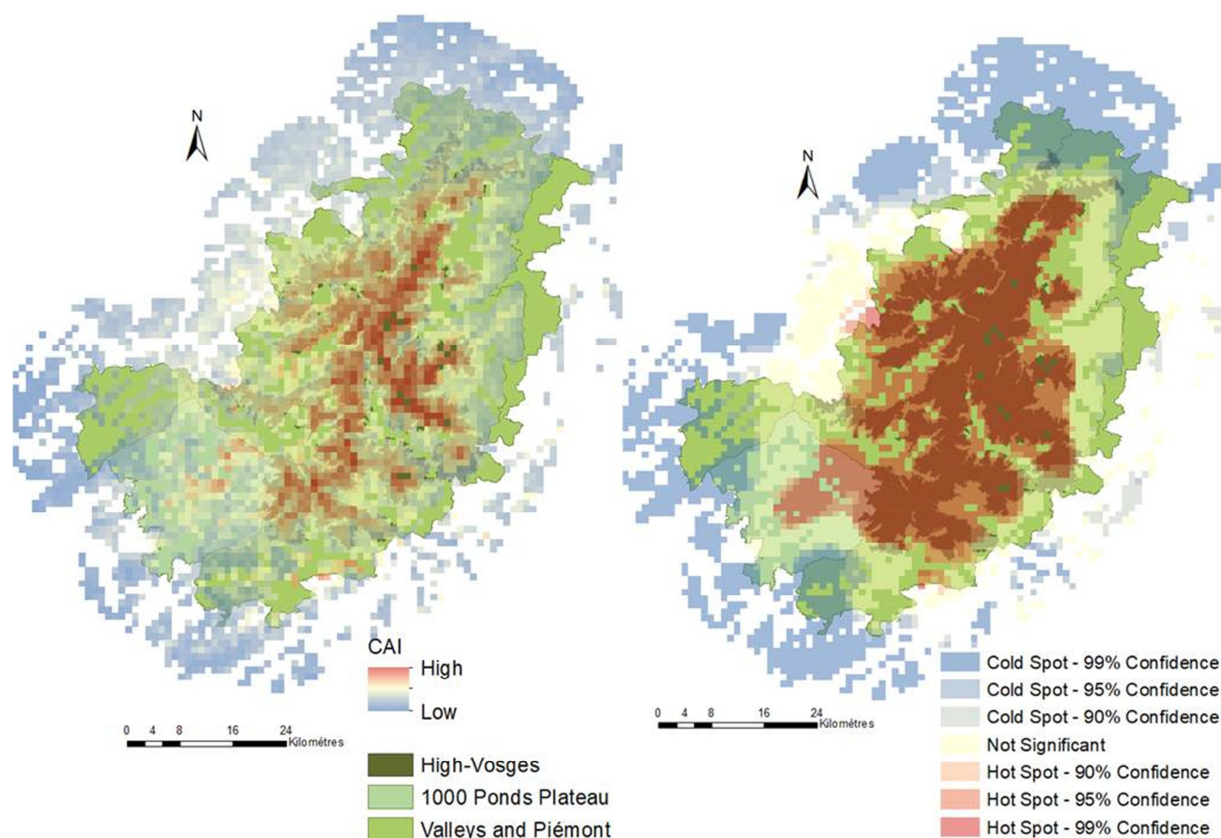 N
CAI
High
Low
0 4 8 16 24
Kilométres
High-Vosges
1000 Ponds Plateau
Valleys and Piémont
N
0 4 8 16 24
Kilométres
Cold Spot - 99% Confidence
Cold Spot - 95% Confidence
Cold Spot - 90% Confidence
Not Significant
Hot Spot - 90% Confidence
Hot Spot - 95% Confidence
Hot Spot - 99% Confidence